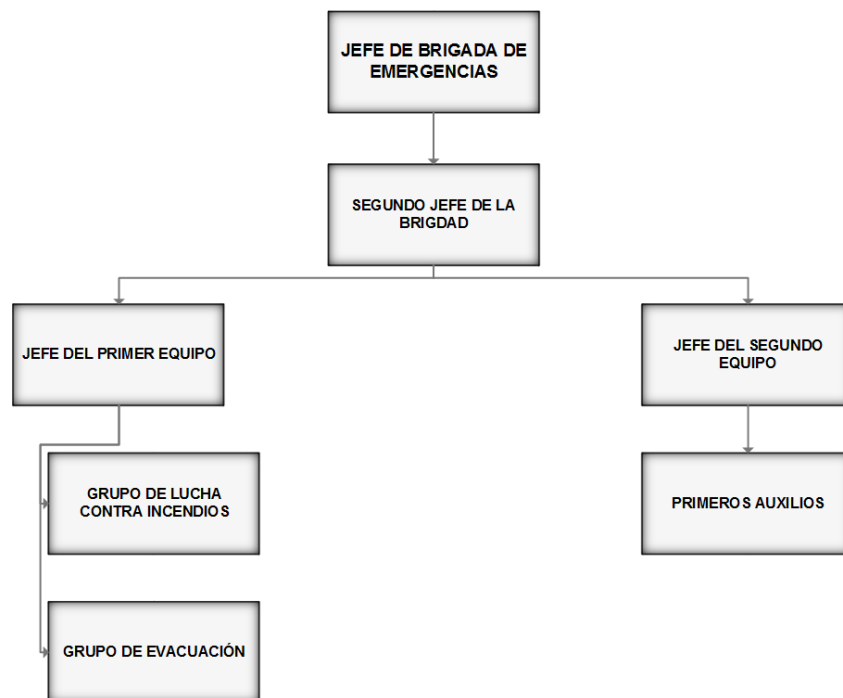 JEFE DE BRIGADA DE
EMERGENCIAS
SEGUNDO JEFE DE LA
BRIGDAD
JEFE DEL PRIMER EQUIPO
JEFE DEL SEGUNDO
EQUIPO
GRUPO DE LUCHA
CONTRA INCENDIOS
PRIMEROS AUXILIOS
GRUPO DE EVACUACIÓN